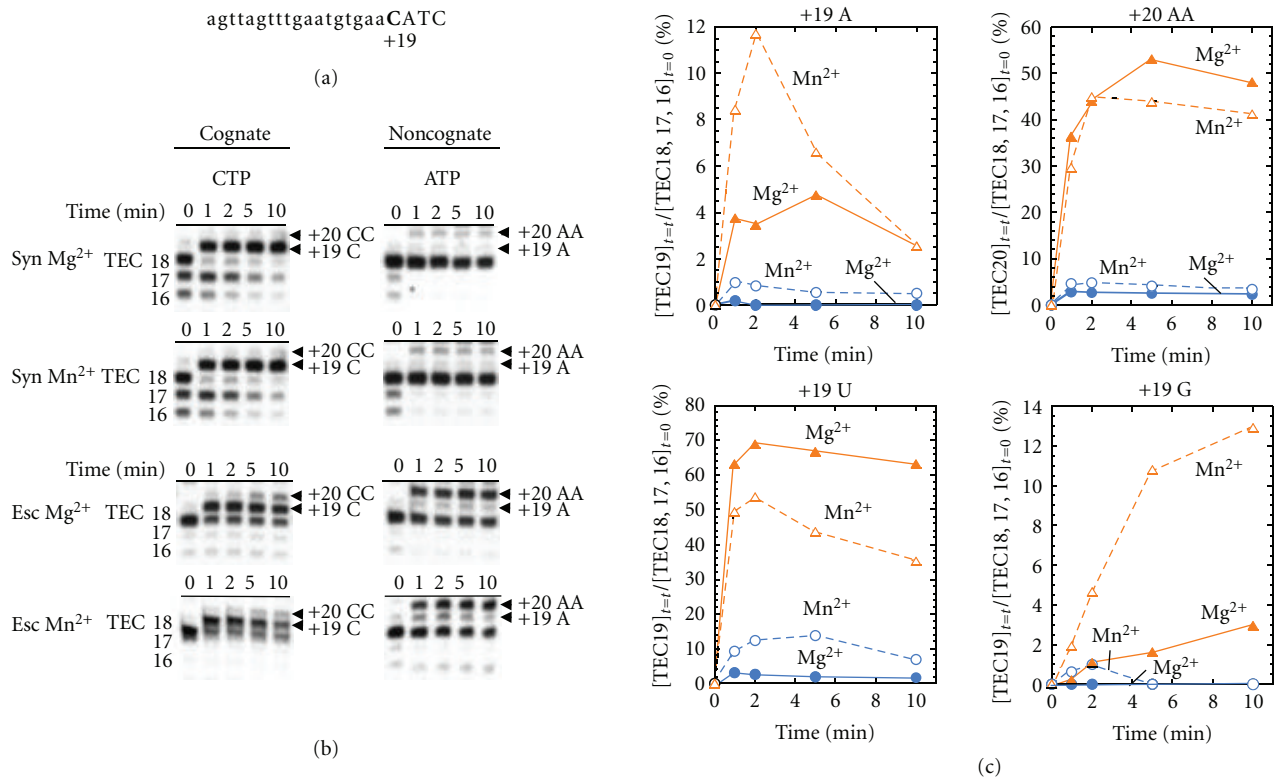 agttagtttgaatgtgaaCATC
+19
(a)
Cognate
Noncognate
CTP
ATP
Time (min) 0 1 2 5 10
0 1 2 5 10
Syn Mg2+ TEC 18
17
16
+20 CC
+19 C
+20 AA
+19 A
Syn Mn2+ TEC 18
17
16
+20 CC
+19 C
+20 AA
+19 A
Time (min) 0 1 2 5 10
0 1 2 5 10
Esc Mg2+ TEC 18
17
16
+20 CC
+19 C
+20 AA
+19 A
0 1 2 5 10
0 1 2 5 10
Esc Mn2+ TEC 18
17
16
+20 CC
+19 C
+20 AA
+19 A
(b)
+19 A
[TEC19]t=t/[TEC18, 17, 16]t=0 (%)
12
10
8
6
4
2
0
Mn2+
Mg2+
Mn2+
Mg2+
0 2 4 6 8 10
Time (min)
+20 AA
[TEC20]t=t/[TEC18, 17, 16]t=0 (%)
60
50
40
30
20
10
0
Mg2+
Mn2+
Mn2+
Mg2+
0 2 4 6 8 10
Time (min)
+19 U
[TEC19]t=t/[TEC18, 17, 16]t=0 (%)
80
70
60
50
40
30
20
10
0
Mg2+
Mn2+
Mn2+
Mg2+
0 2 4 6 8 10
Time (min)
+19 G
[TEC19]t=t/[TEC18, 17, 16]t=0 (%)
14
12
10
8
6
4
2
0
Mn2+
Mg2+
Mn2+
Mg2+
0 2 4 6 8 10
Time (min)
(c)